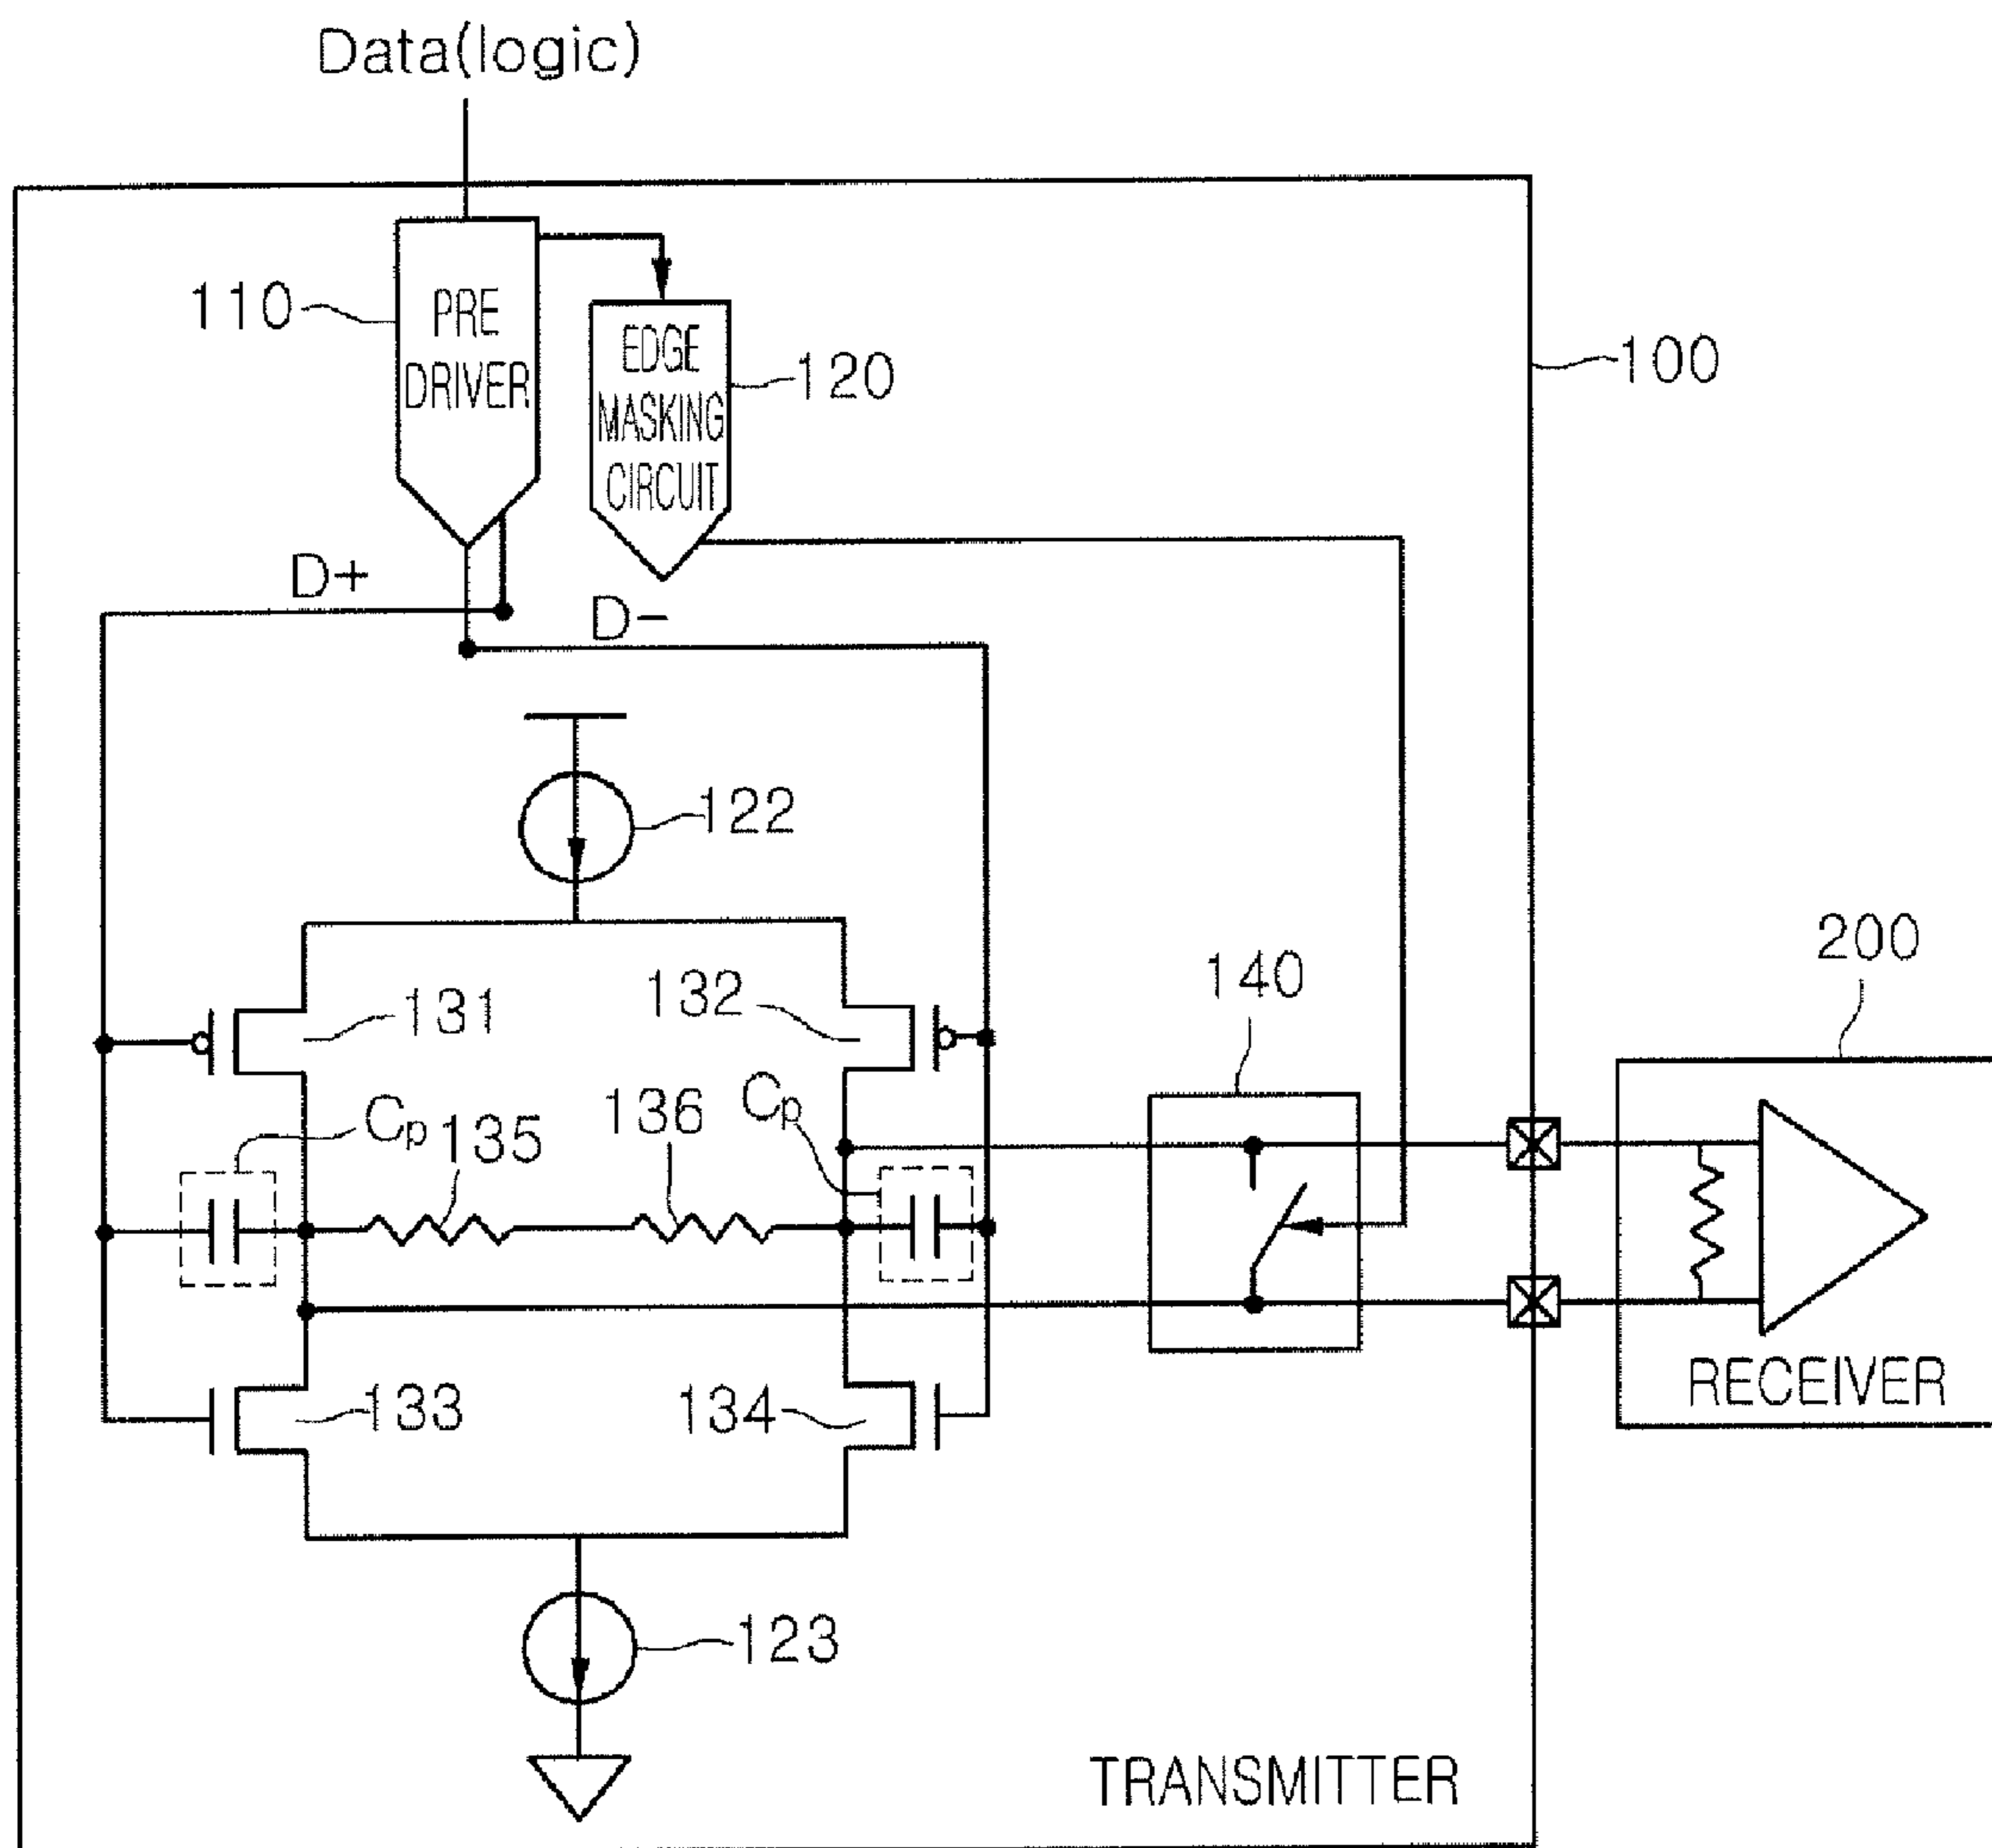 Data(logic)
110
PRE
DRIVER
EDGE
MASKING
CIRCUIT
120
100
D+
D-
122
200
140
131
132
Cp
135
136
Cp
133
134
RECEIVER
123
TRANSMITTER